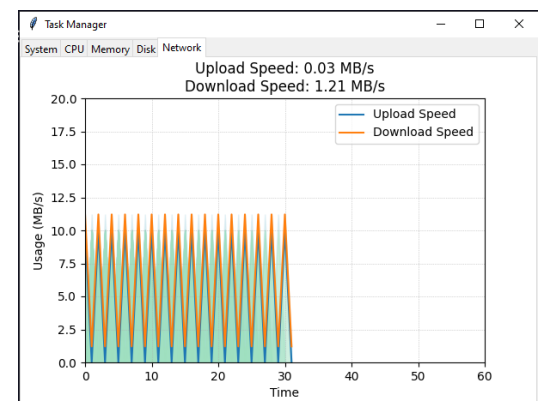 Task Manager
System CPU Memory Disk Network
Upload Speed: 0.03 MB/s
Download Speed: 1.21 MB/s
Upload Speed
Download Speed
Usage (MB/s)
20.0
17.5
15.0
12.5
10.0
7.5
5.0
2.5
0.0
0 10 20 30 40 50 60
Time